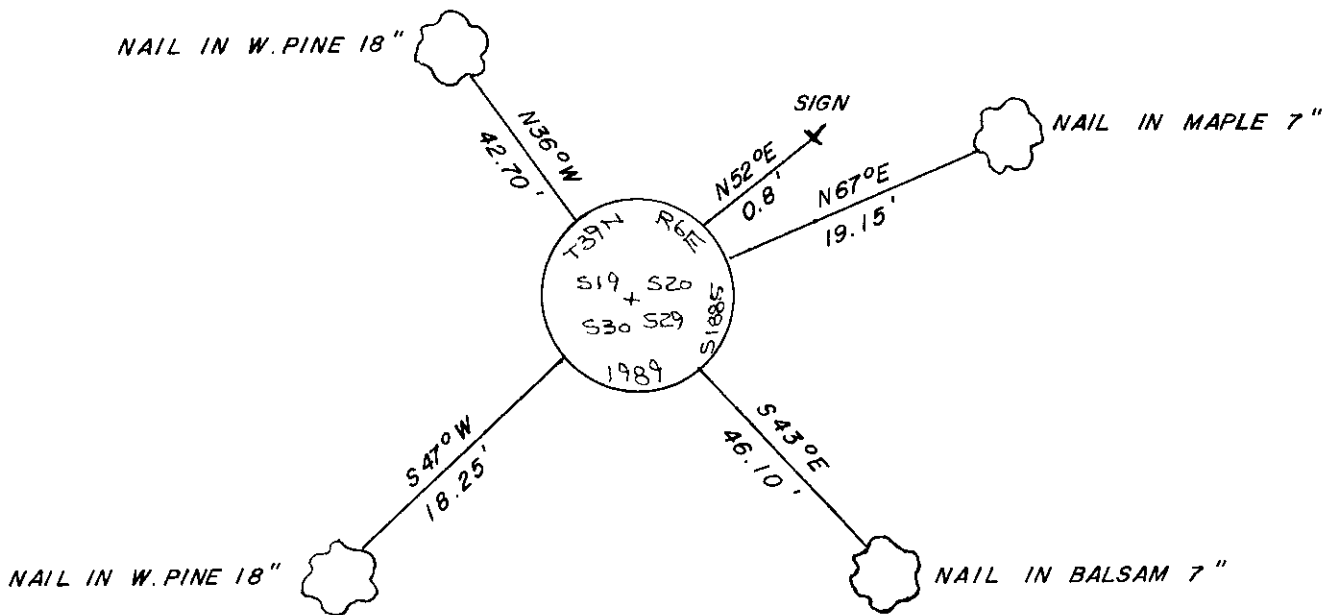 NAIL IN W. PINE 18"
SIGN
NAIL IN MAPLE 7"
N36°W
42.70'
N52°E
0.8'
N67°E
19.15'
T39N R6E
S19 + S20
S30 S29
S1885
1989
S47°W
18.25'
S43°E
46.10'
NAIL IN W. PINE 18"
NAIL IN BALSAM 7"